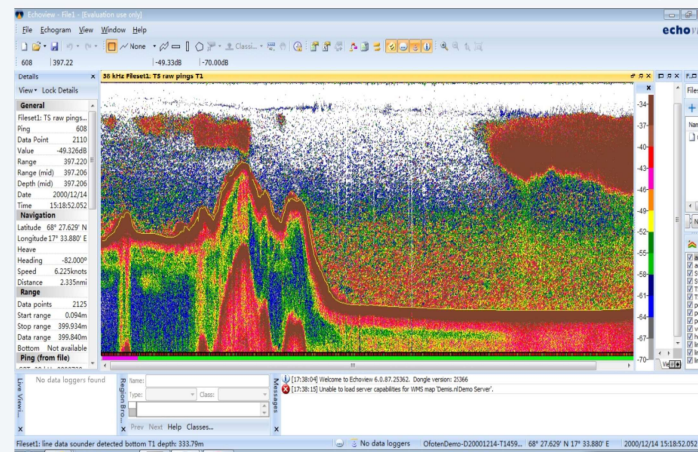 Echoview - File1 - [Evaluation use only]
File Echogram View Window Help
echo
None
Classi...
608 397.22 -49.33dB -70.00dB
Details
View Lock Details
38 kHz Fileset1: TS raw pings T1
General
Fileset1: TS raw pings...
Ping 608
Data Point 2110
Value -49.326dB
Range 397.220
Range (mid) 397.206
Depth (mid) 397.206
Date 2000/12/14
Time 15:18:52.052
Navigation
Latitude 68° 27.629' N
Longitude 17° 33.880' E
Heave
Heading -82.000°
Speed 6.225knots
Distance 2.335nmi
Range
Data points 2125
Start range 0.094m
Stop range 399.934m
Data range 399.840m
Bottom Not available
Ping (from file)
-34
-37
-40
-43
-46
-49
-52
-55
-58
-61
-64
-67
-70
Files
Nam
Live Viewi...
No data loggers found
Region Bro...
Name:
Type: Class:
Prev Next Help Classes...
Messages
[17:38:04] Welcome to Echoview 6.0.87.25362. Dongle version: 21366
[17:38:15] Unable to load server capabilities for WMS map 'Demis.nlDemo Server'.
Fileset1: line data sounder detected bottom T1 depth: 333.79m
No data loggers OfotenDemo-D20001214-T1459... 68° 27.629' N 17° 33.880' E 2000/12/14 15:18:52.052